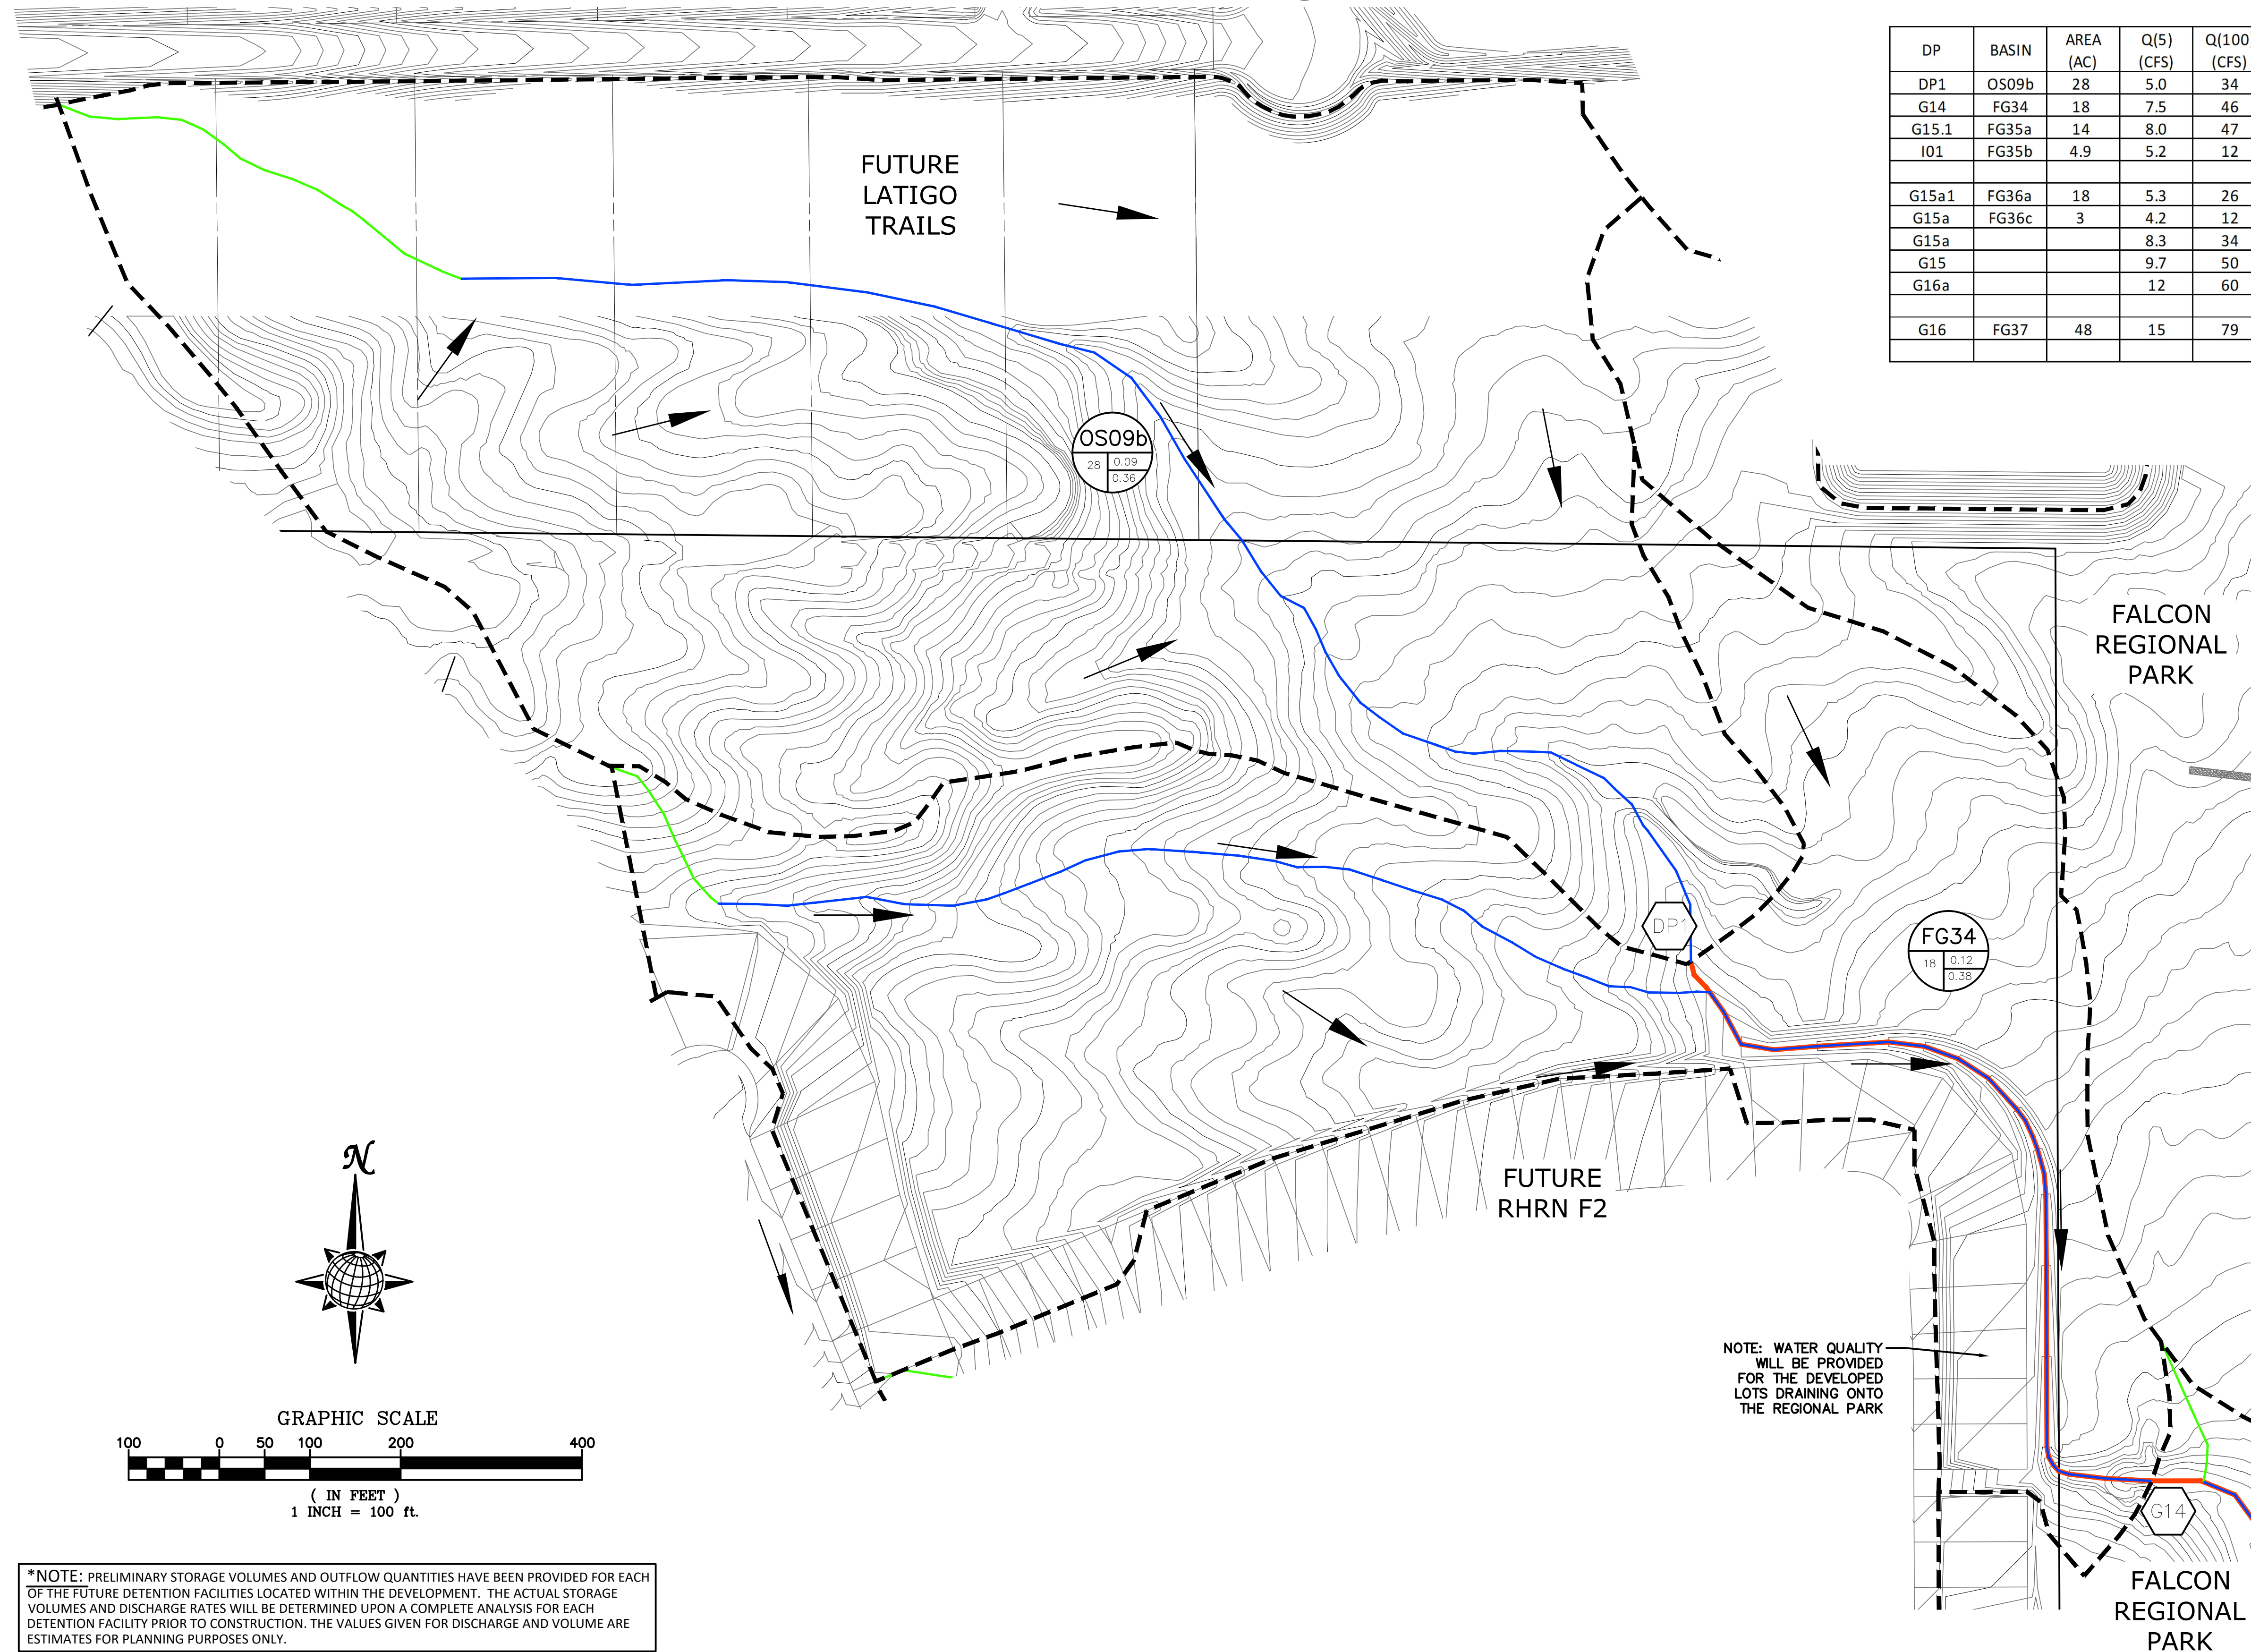 DP BASIN AREA (AC) Q(5) (CFS) Q(100 (CFS)
DP1 OS09b 28 5.0 34
G14 FG34 18 7.5 46
G15.1 FG35a 14 8.0 47
I01 FG35b 4.9 5.2 12
G15a1 FG36a 18 5.3 26
G15a FG36c 3 4.2 12
G15a 8.3 34
G15 9.7 50
G16a 12 60
G16 FG37 48 15 79
FUTURE
LATIGO
TRAILS
OS09b
28 0.09
0.36
FALCON
REGIONAL
PARK
DP1
FG34
18 0.12
0.38
FUTURE
RHRN F2
NOTE: WATER QUALITY
WILL BE PROVIDED
FOR THE DEVELOPED
LOTS DRAINING ONTO
THE REGIONAL PARK
G14
FALCON
REGIONAL
PARK
N
GRAPHIC SCALE
100 0 50 100 200 400
( IN FEET )
1 INCH = 100 ft.
*NOTE: PRELIMINARY STORAGE VOLUMES AND OUTFLOW QUANTITIES HAVE BEEN PROVIDED FOR EACH
OF THE FUTURE DETENTION FACILITIES LOCATED WITHIN THE DEVELOPMENT. THE ACTUAL STORAGE
VOLUMES AND DISCHARGE RATES WILL BE DETERMINED UPON A COMPLETE ANALYSIS FOR EACH
DETENTION FACILITY PRIOR TO CONSTRUCTION. THE VALUES GIVEN FOR DISCHARGE AND VOLUME ARE
ESTIMATES FOR PLANNING PURPOSES ONLY.